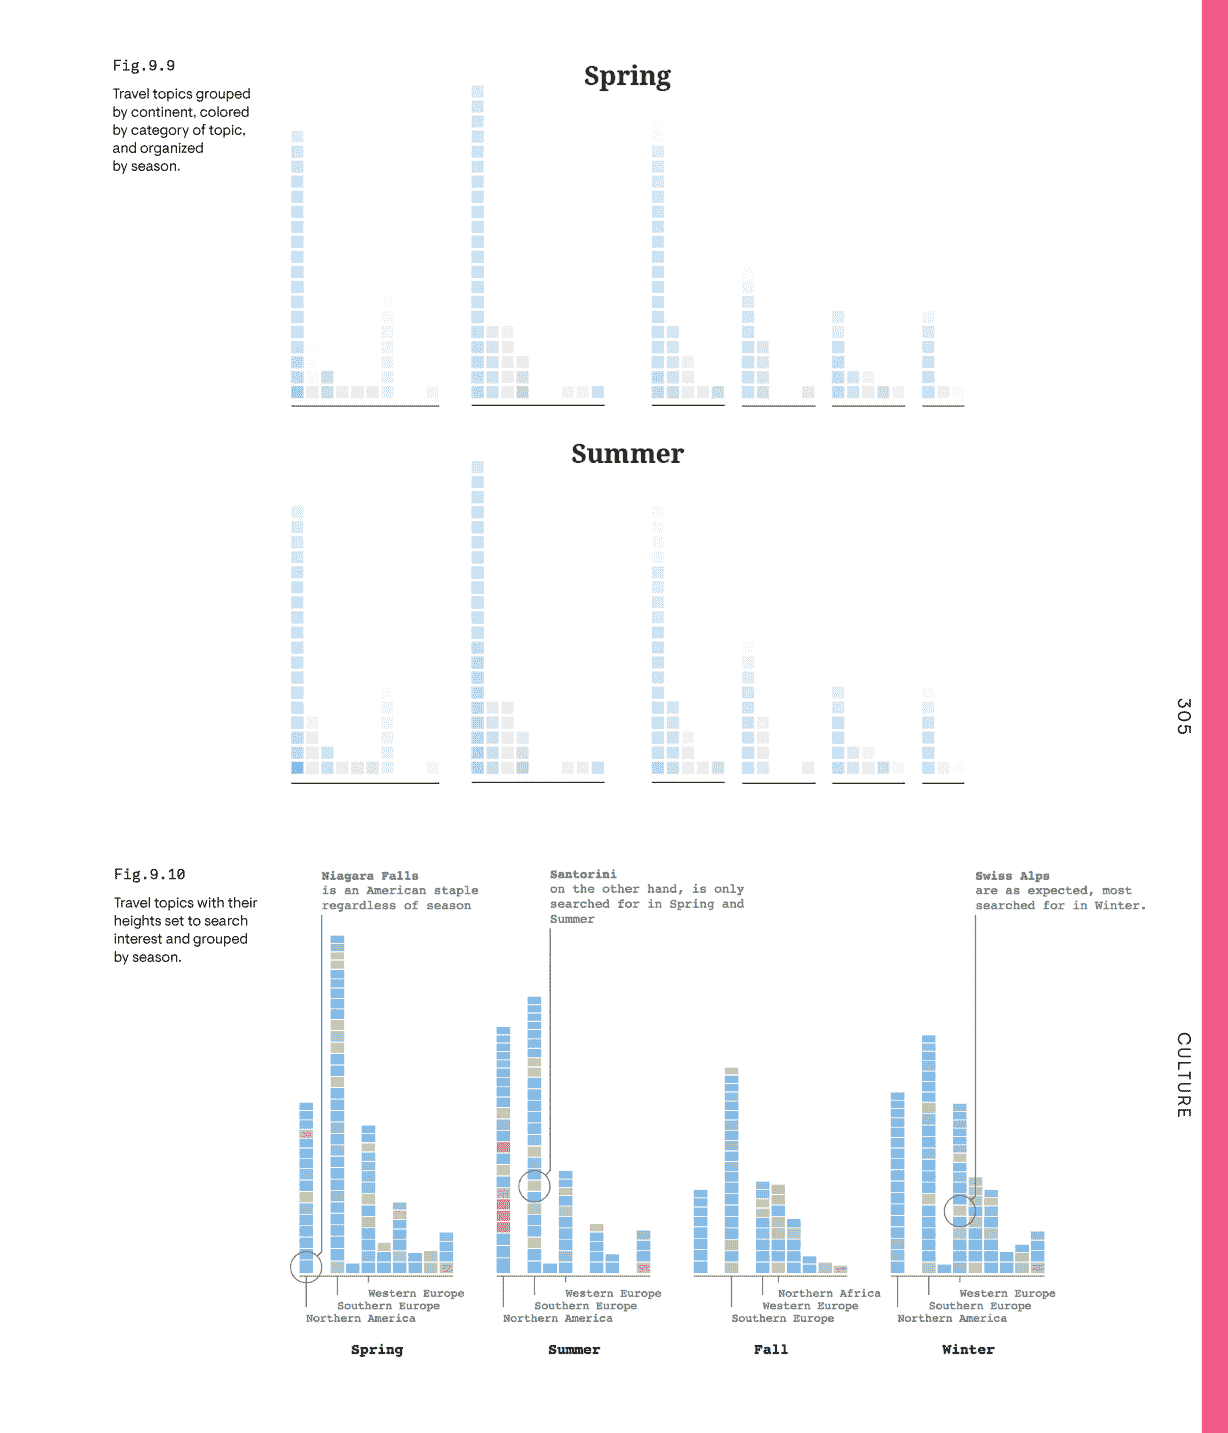 Fig.9.9
Travel topics grouped
by continent, colored
by category of topic,
and organized
by season.
Spring
Summer
305
Fig.9.10
Travel topics with their
heights set to search
interest and grouped
by season.
Niagara Falls
is an American staple
regardless of season
Santorini
on the other hand, is only
searched for in Spring and
Summer
Swiss Alps
are as expected, most
searched for in Winter.
CULTURE
Western Europe
Southern Europe
Northern America
Spring
Western Europe
Southern Europe
Northern America
Summer
Northern Africa
Western Europe
Southern Europe
Fall
Western Europe
Southern Europe
Northern America
Winter